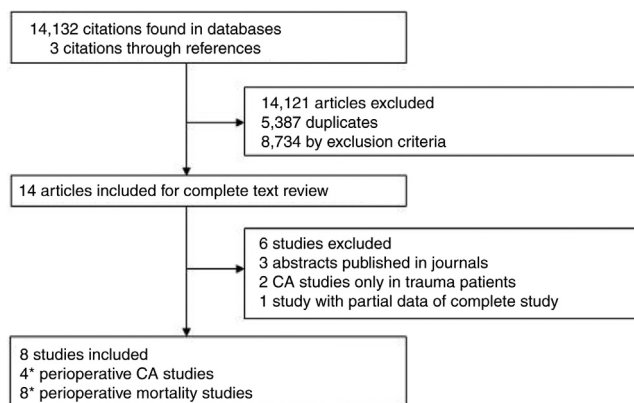 14,132 citations found in databases
3 citations through references
14,121 articles excluded
5,387 duplicates
8,734 by exclusion criteria
14 articles included for complete text review
6 studies excluded
3 abstracts published in journals
2 CA studies only in trauma patients
1 study with partial data of complete study
8 studies included
4* perioperative CA studies
8* perioperative mortality studies